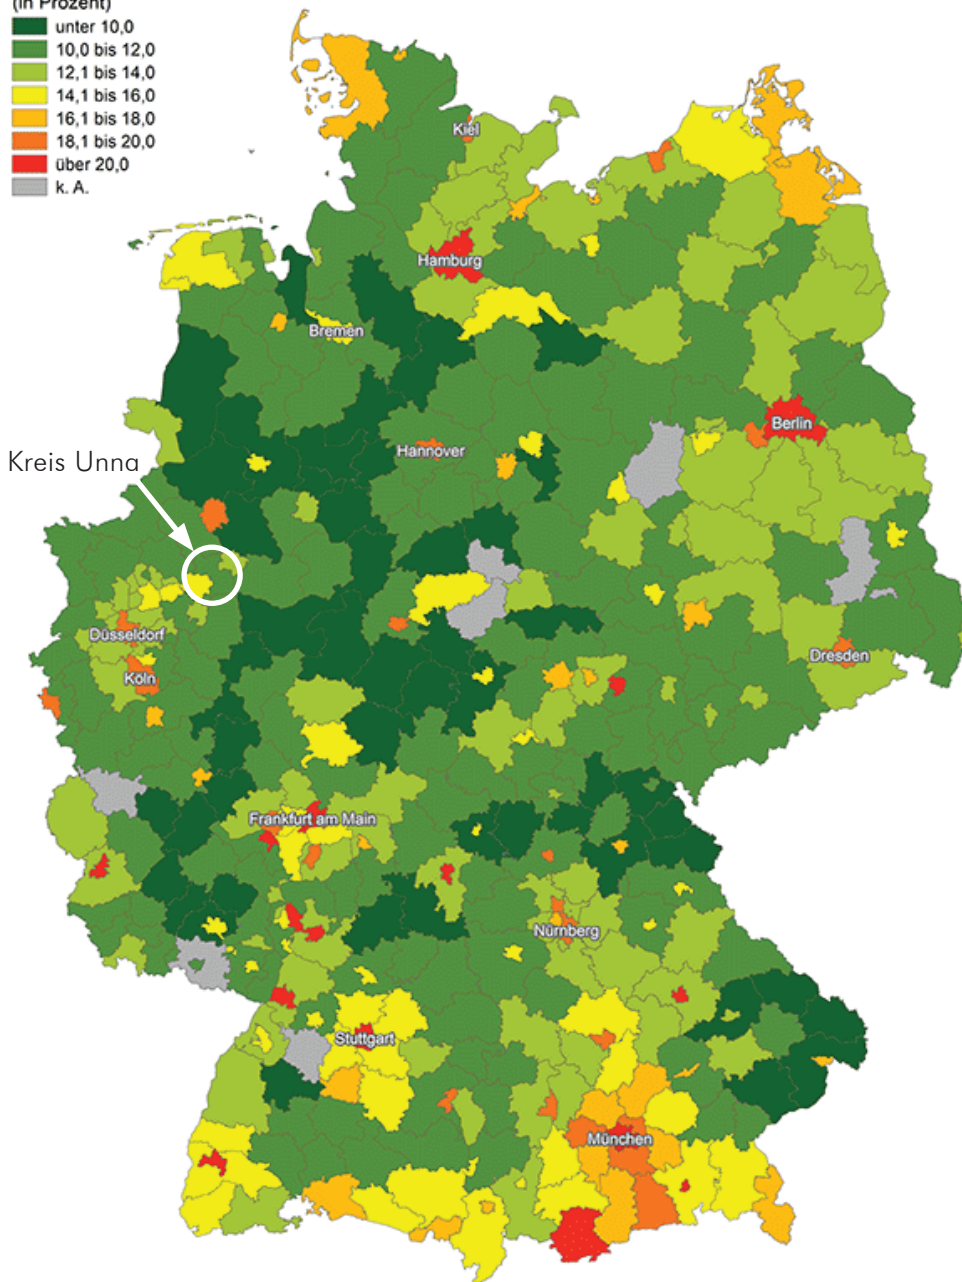 (in Prozent)
unter 10,0
10,0 bis 12,0
12,1 bis 14,0
14,1 bis 16,0
16,1 bis 18,0
18,1 bis 20,0
über 20,0
k. A.
Kiel
Hamburg
Bremen
Berlin
Hannover
Kreis Unna
Düsseldorf
Dresden
Köln
Frankfurt am Main
Nürnberg
Stuttgart
München